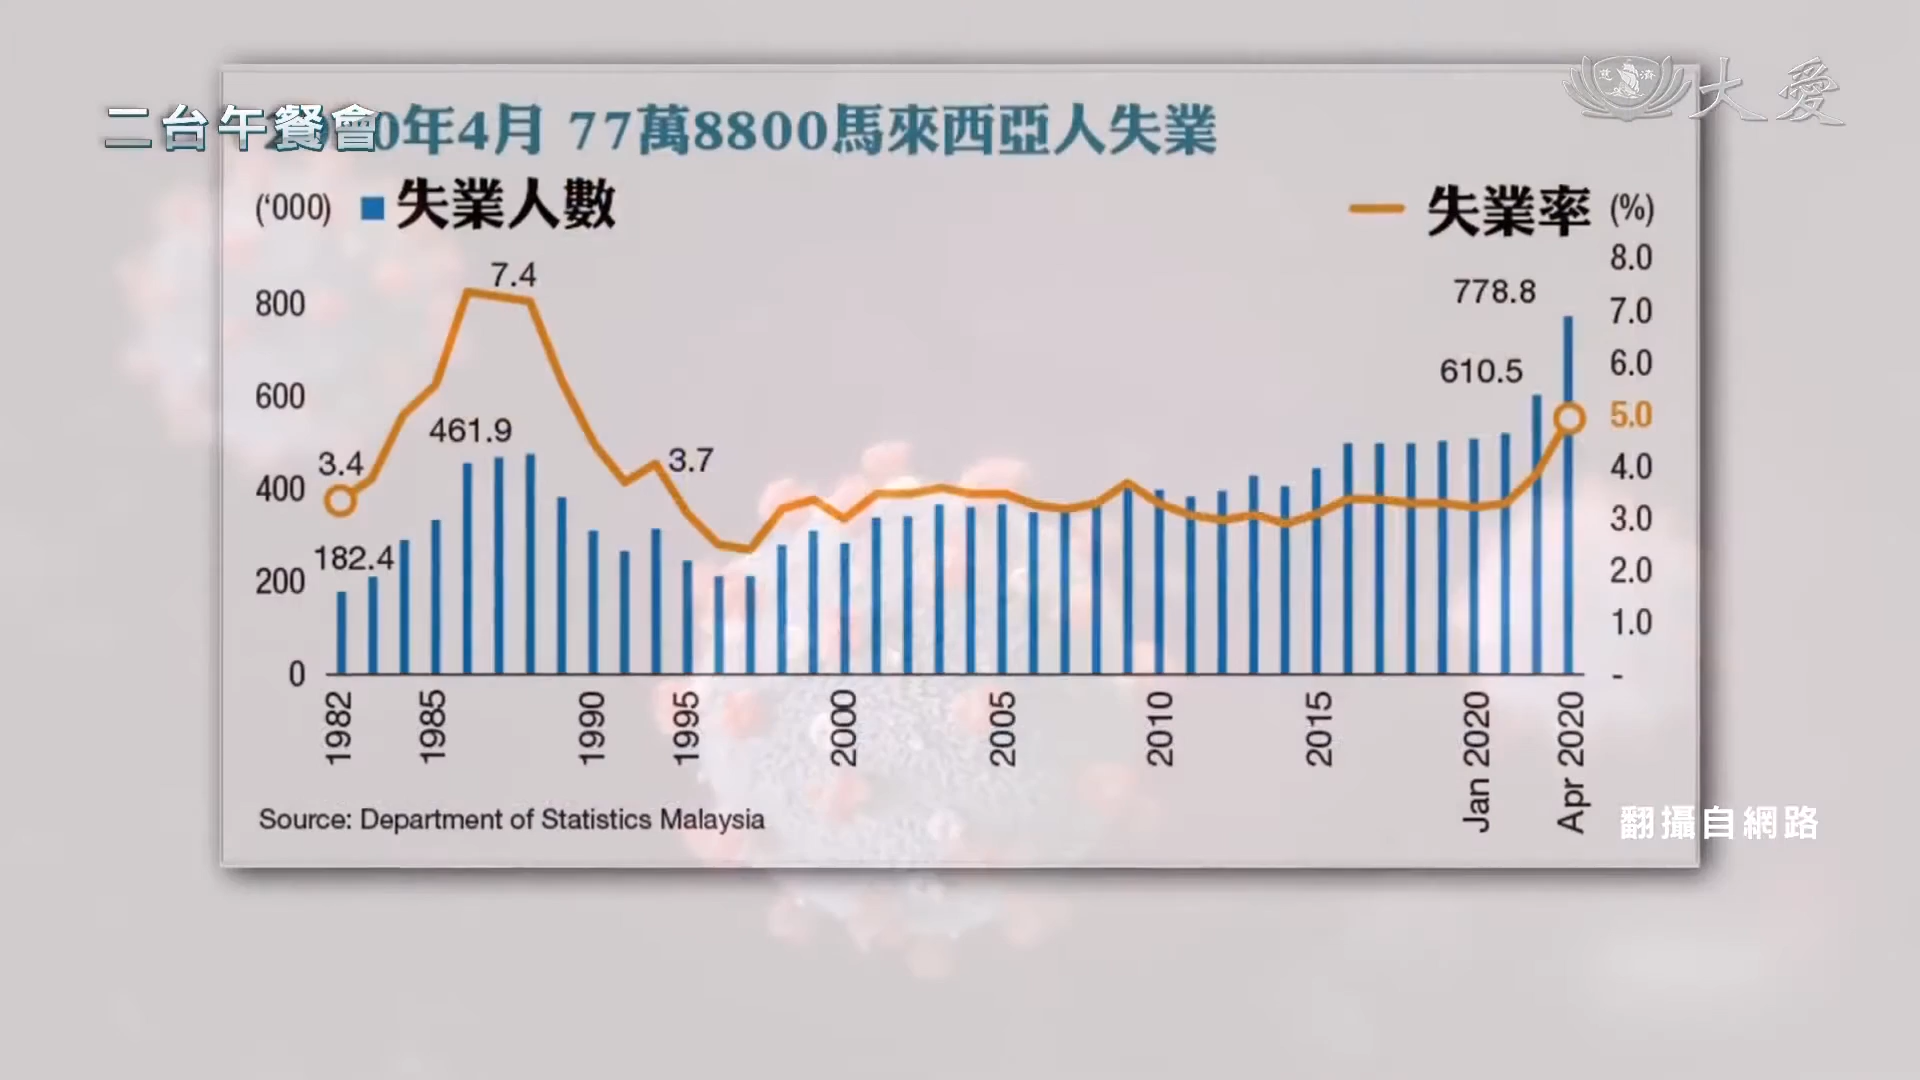 二台午餐會
0年4月 77萬8800馬來西亞人失業
大愛
慈濟
('000) 失業人數
失業率 (%)
8.0
7.0
6.0
5.0
4.0
3.0
2.0
1.0
-
800
600
400
200
0
3.4
182.4
7.4
461.9
3.7
610.5
778.8
1982
1985
1990
1995
2000
2005
2010
2015
Jan 2020
Apr 2020
Source: Department of Statistics Malaysia
翻攝自網路